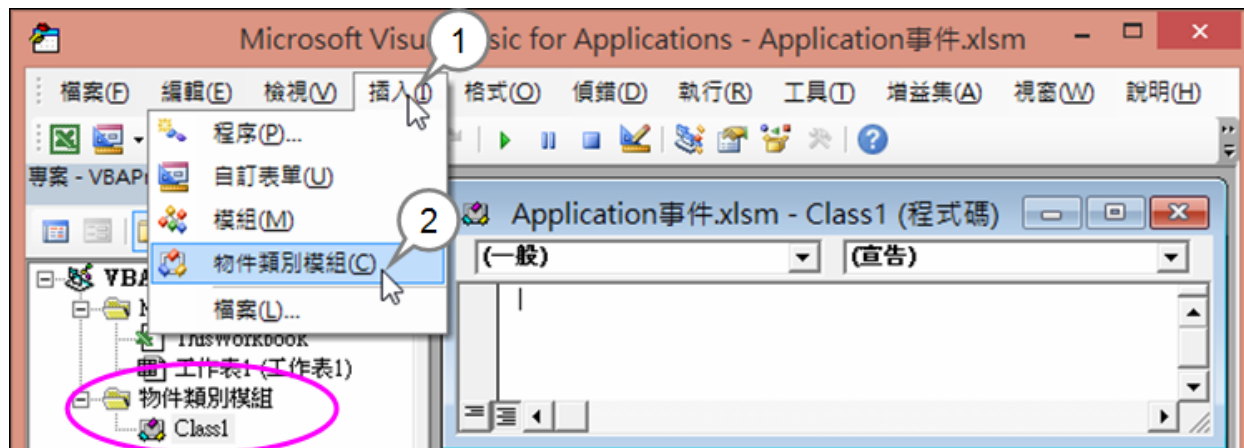 Microsoft Visu 1 sic for Applications - Application事件.xlsm
檔案(F) 編輯(E) 檢視(V) 插入(I) 格式(O) 偵錯(D) 執行(R) 工具(T) 增益集(A) 視窗(W) 說明(H)
程序(P)...
專案 - VBAPr
自訂表單(U)
模組(M)
2
Application事件.xlsm - Class1 (程式碼)
物件類別模組(C)
(一般) (宣告)
VBA
檔案(L)...
ThisWorkbook
工作表1 (工作表1)
物件類別模組
Class1